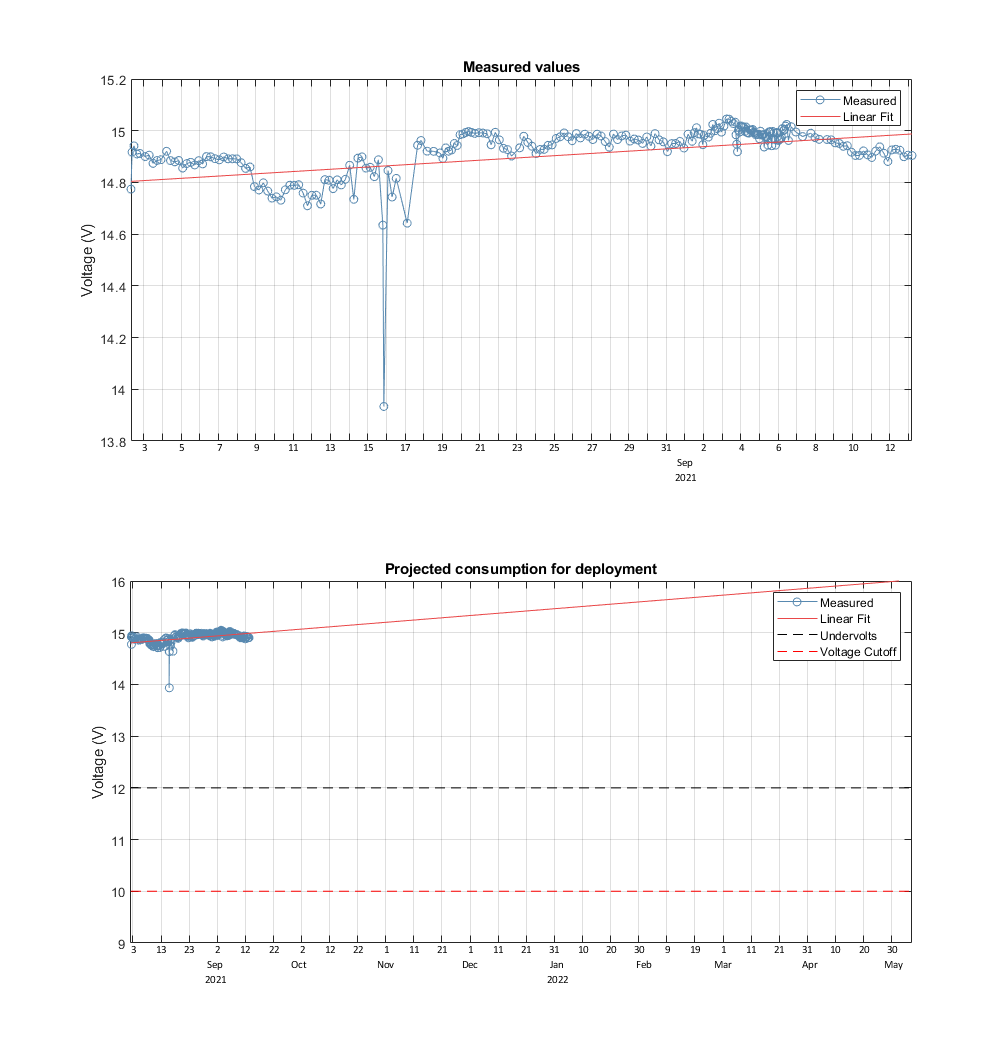 Measured values
15.2
15
14.8
14.6
14.4
14.2
14
13.8
Voltage (V)
Measured
Linear Fit
3 5 7 9 11 13 15 17 19 21 23 25 27 29 31 2 4 6 8 10 12
Sep
2021
Projected consumption for deployment
16
15
14
13
12
11
10
9
Voltage (V)
Measured
Linear Fit
Undervolts
Voltage Cutoff
3 13 23 2 12 22 2 12 22 1 11 21 1 11 21 31 10 20 30 9 19 1 11 21 31 10 20 30
Sep Oct Nov Dec Jan Feb Mar Apr May
2021 2022